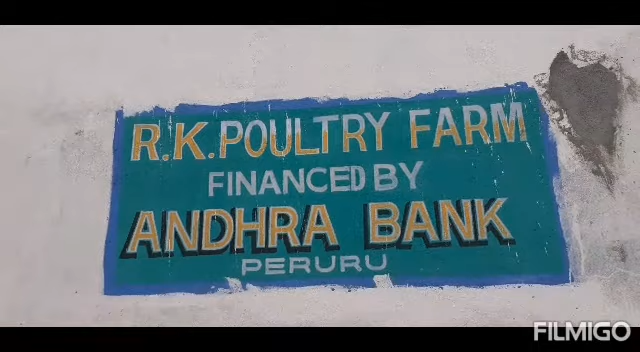 R.K.POULTRY FARM
FINANCED BY
ANDHRA BANK
PERURU
FILMIGO